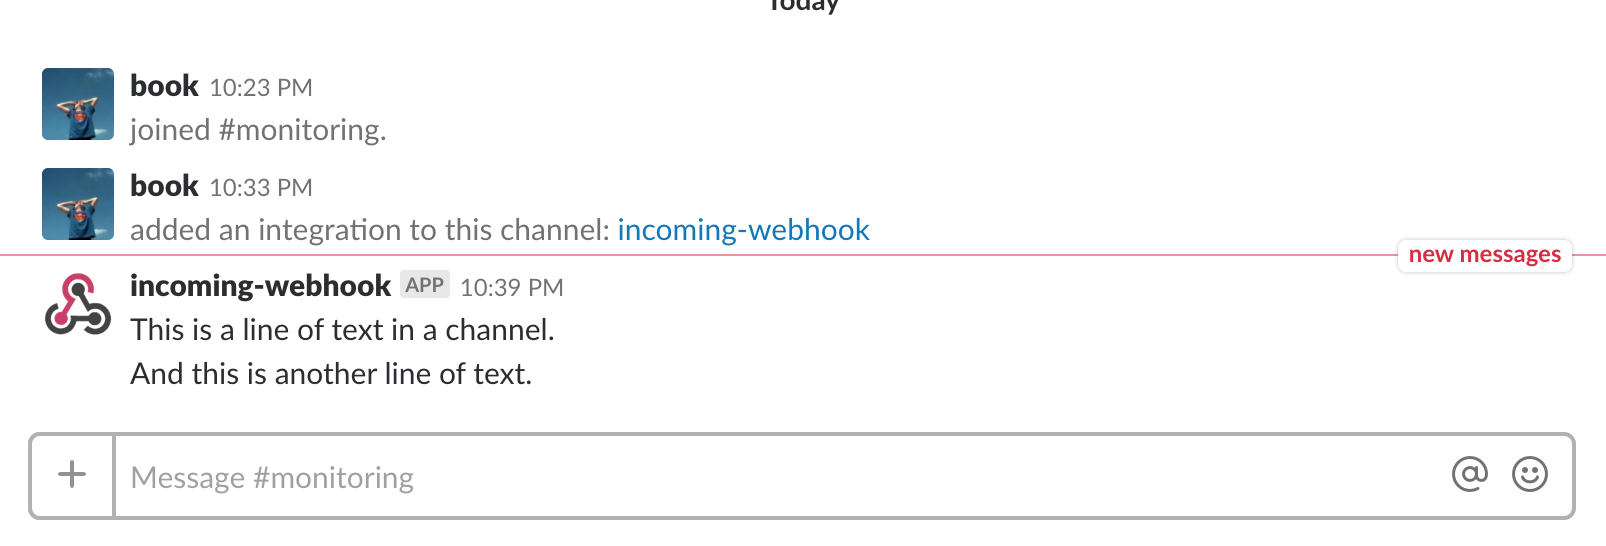 Today
book 10:23 PM
joined #monitoring.
book 10:33 PM
added an integration to this channel: incoming-webhook
new messages
incoming-webhook APP 10:39 PM
This is a line of text in a channel.
And this is another line of text.
+ Message #monitoring @